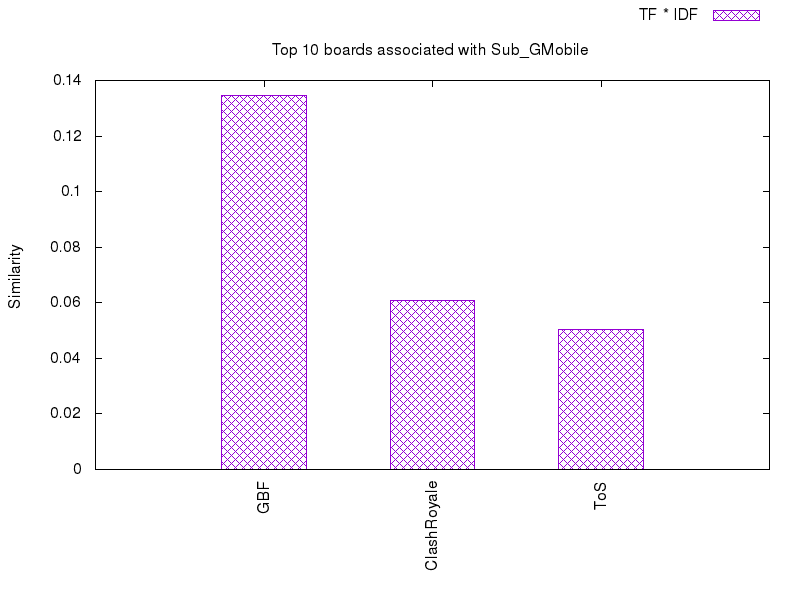 TF * IDF
Top 10 boards associated with Sub_GMobile
Similarity
0.14
0.12
0.1
0.08
0.06
0.04
0.02
0
GBF
ClashRoyale
ToS